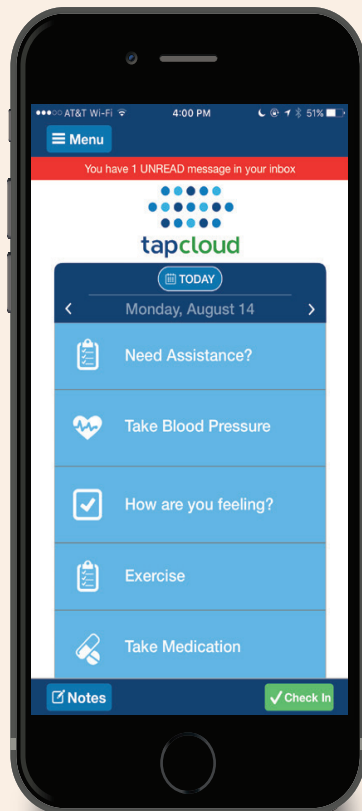 AT&T Wi-Fi 4:00 PM 51%
Menu
You have 1 UNREAD message in your inbox
tapcloud
TODAY
Monday, August 14
Need Assistance?
Take Blood Pressure
How are you feeling?
Exercise
Take Medication
Notes
Check In